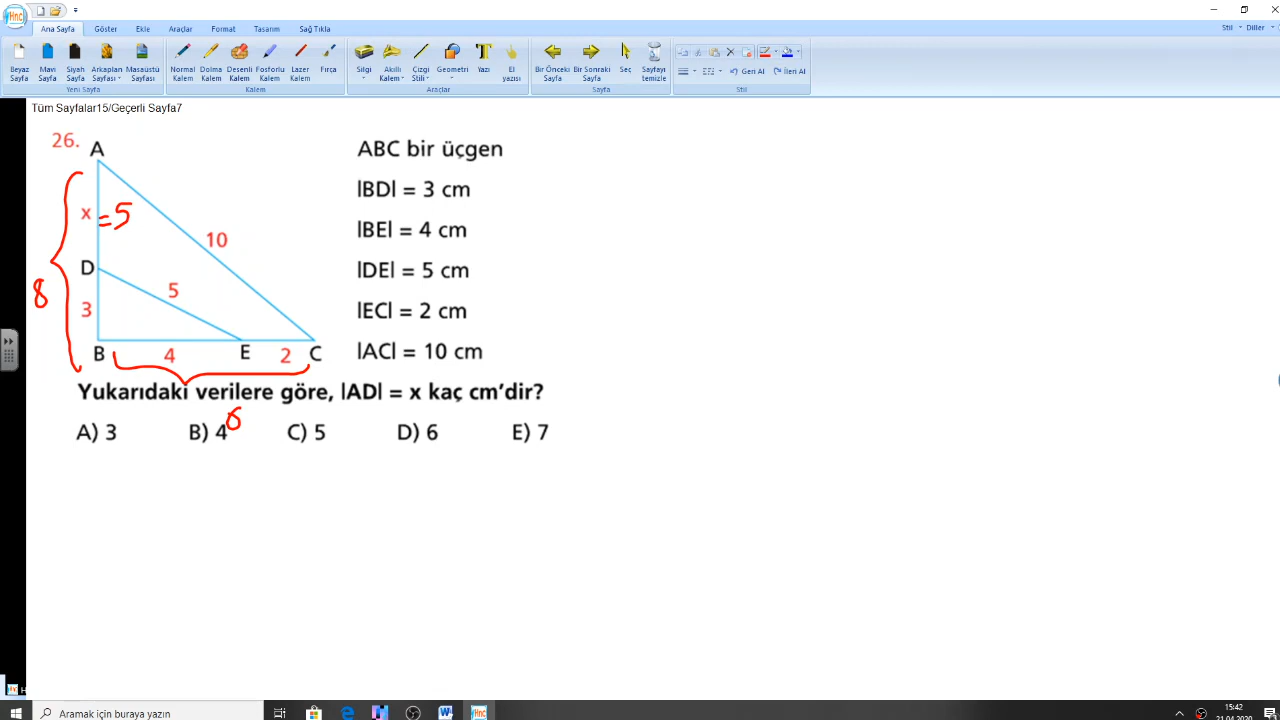 Stil Diller
Ana Sayfa Göster Ekle Araçlar Format Tasarım Sağ Tıkla
Beyaz Sayfa Mavi Sayfa Siyah Sayfa Arkaplan Sayfası Masaüstü Sayfası Normal Kalem Dolma Kalem Desenli Kalem Fosforlu Kalem Lazer Kalem Fırça Silgi Akıllı Kalem Çizgi Stili Geometri Yazı El yazısı Bir Önceki Sayfa Bir Sonraki Sayfa Seç Sayfayı temizle Geri Al İleri Al
Yeni Sayfa Kalem Araçlar Sayfa Stil
Tüm Sayfalar15/Geçerli Sayfa7
26.
A
x =5
10
D
8
5
3
B 4 E 2 C
ABC bir üçgen
|BD| = 3 cm
|BE| = 4 cm
|DE| = 5 cm
|EC| = 2 cm
|AC| = 10 cm
Yukarıdaki verilere göre, |AD| = x kaç cm'dir?
6
A) 3 B) 4 C) 5 D) 6 E) 7
Aramak için buraya yazın
15:42
21.04.2020